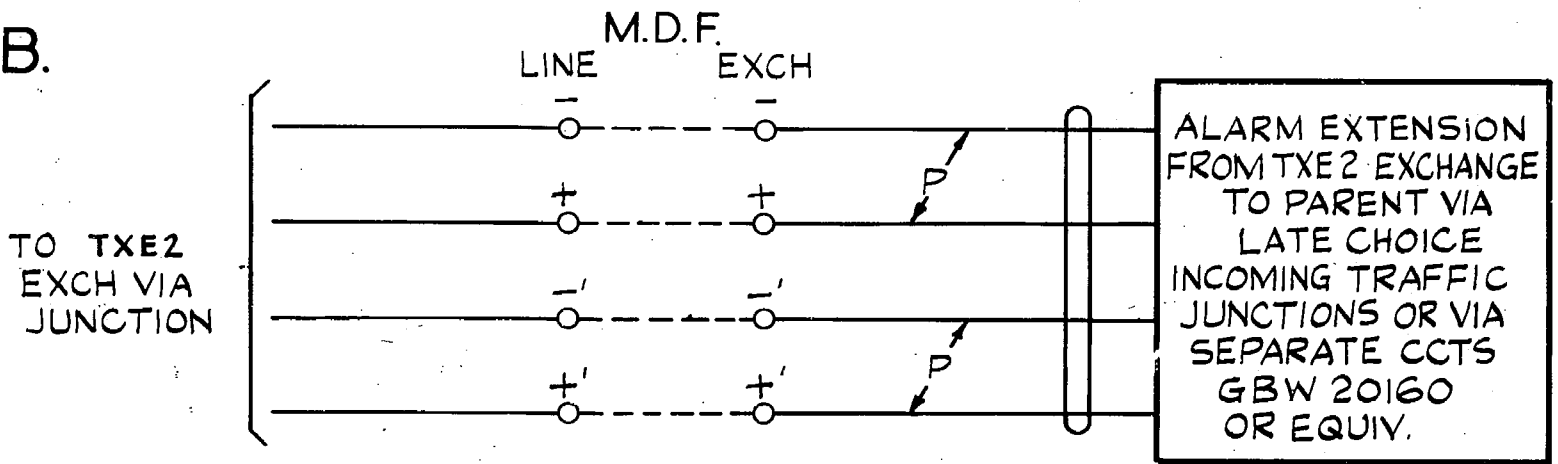 B.
M.D.F.
LINE EXCH
- -
+ +
-' -'
+' +'
P
P
TO TXE2
EXCH VIA
JUNCTION
ALARM EXTENSION
FROM TXE2 EXCHANGE
TO PARENT VIA
LATE CHOICE
INCOMING TRAFFIC
JUNCTIONS OR VIA
SEPARATE CCTS
GBW 20160
OR EQUIV.